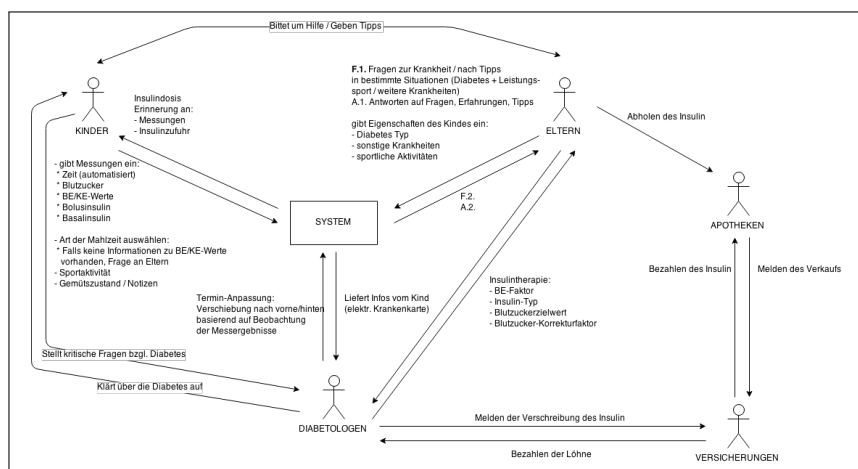 Bittet um Hilfe / Geben Tipps
KINDER
Insulindosis
Erinnerung an:
- Messungen
- Insulinzufuhr
F.1. Fragen zur Krankheit / nach Tipps
in bestimmte Situationen (Diabetes + Leistungs-
sport / weitere Krankheiten)
A.1. Antworten auf Fragen, Erfahrungen, Tipps
gibt Eigenschaften des Kindes ein:
- Diabetes Typ
- sonstige Krankheiten
- sportliche Aktivitäten
ELTERN
Abholen des Insulin
- gibt Messungen ein:
* Zeit (automatisiert)
* Blutzucker
* BE/KE-Werte
* Bolusinsulin
* Basalinsulin
- Art der Mahlzeit auswählen:
* Falls keine Informationen zu BE/KE-Werte
vorhanden, Frage an Eltern
- Sportaktivität
- Gemütszustand / Notizen
SYSTEM
F.2.
A.2.
APOTHEKEN
Bezahlen des Insulin
Melden des Verkaufs
Termin-Anpassung:
Verschiebung nach vorne/hinten
basierend auf Beobachtung
der Messergebnisse
Liefert Infos vom Kind
(elektr. Krankenkarte)
Insulintherapie:
- BE-Faktor
- Insulin-Typ
- Blutzuckerzielwert
- Blutzucker-Korrekturfaktor
Stellt kritische Fragen bzgl. Diabetes
Klärt über die Diabetes auf
DIABETOLOGEN
Melden der Verschreibung des Insulin
Bezahlen der Löhne
VERSICHERUNGEN